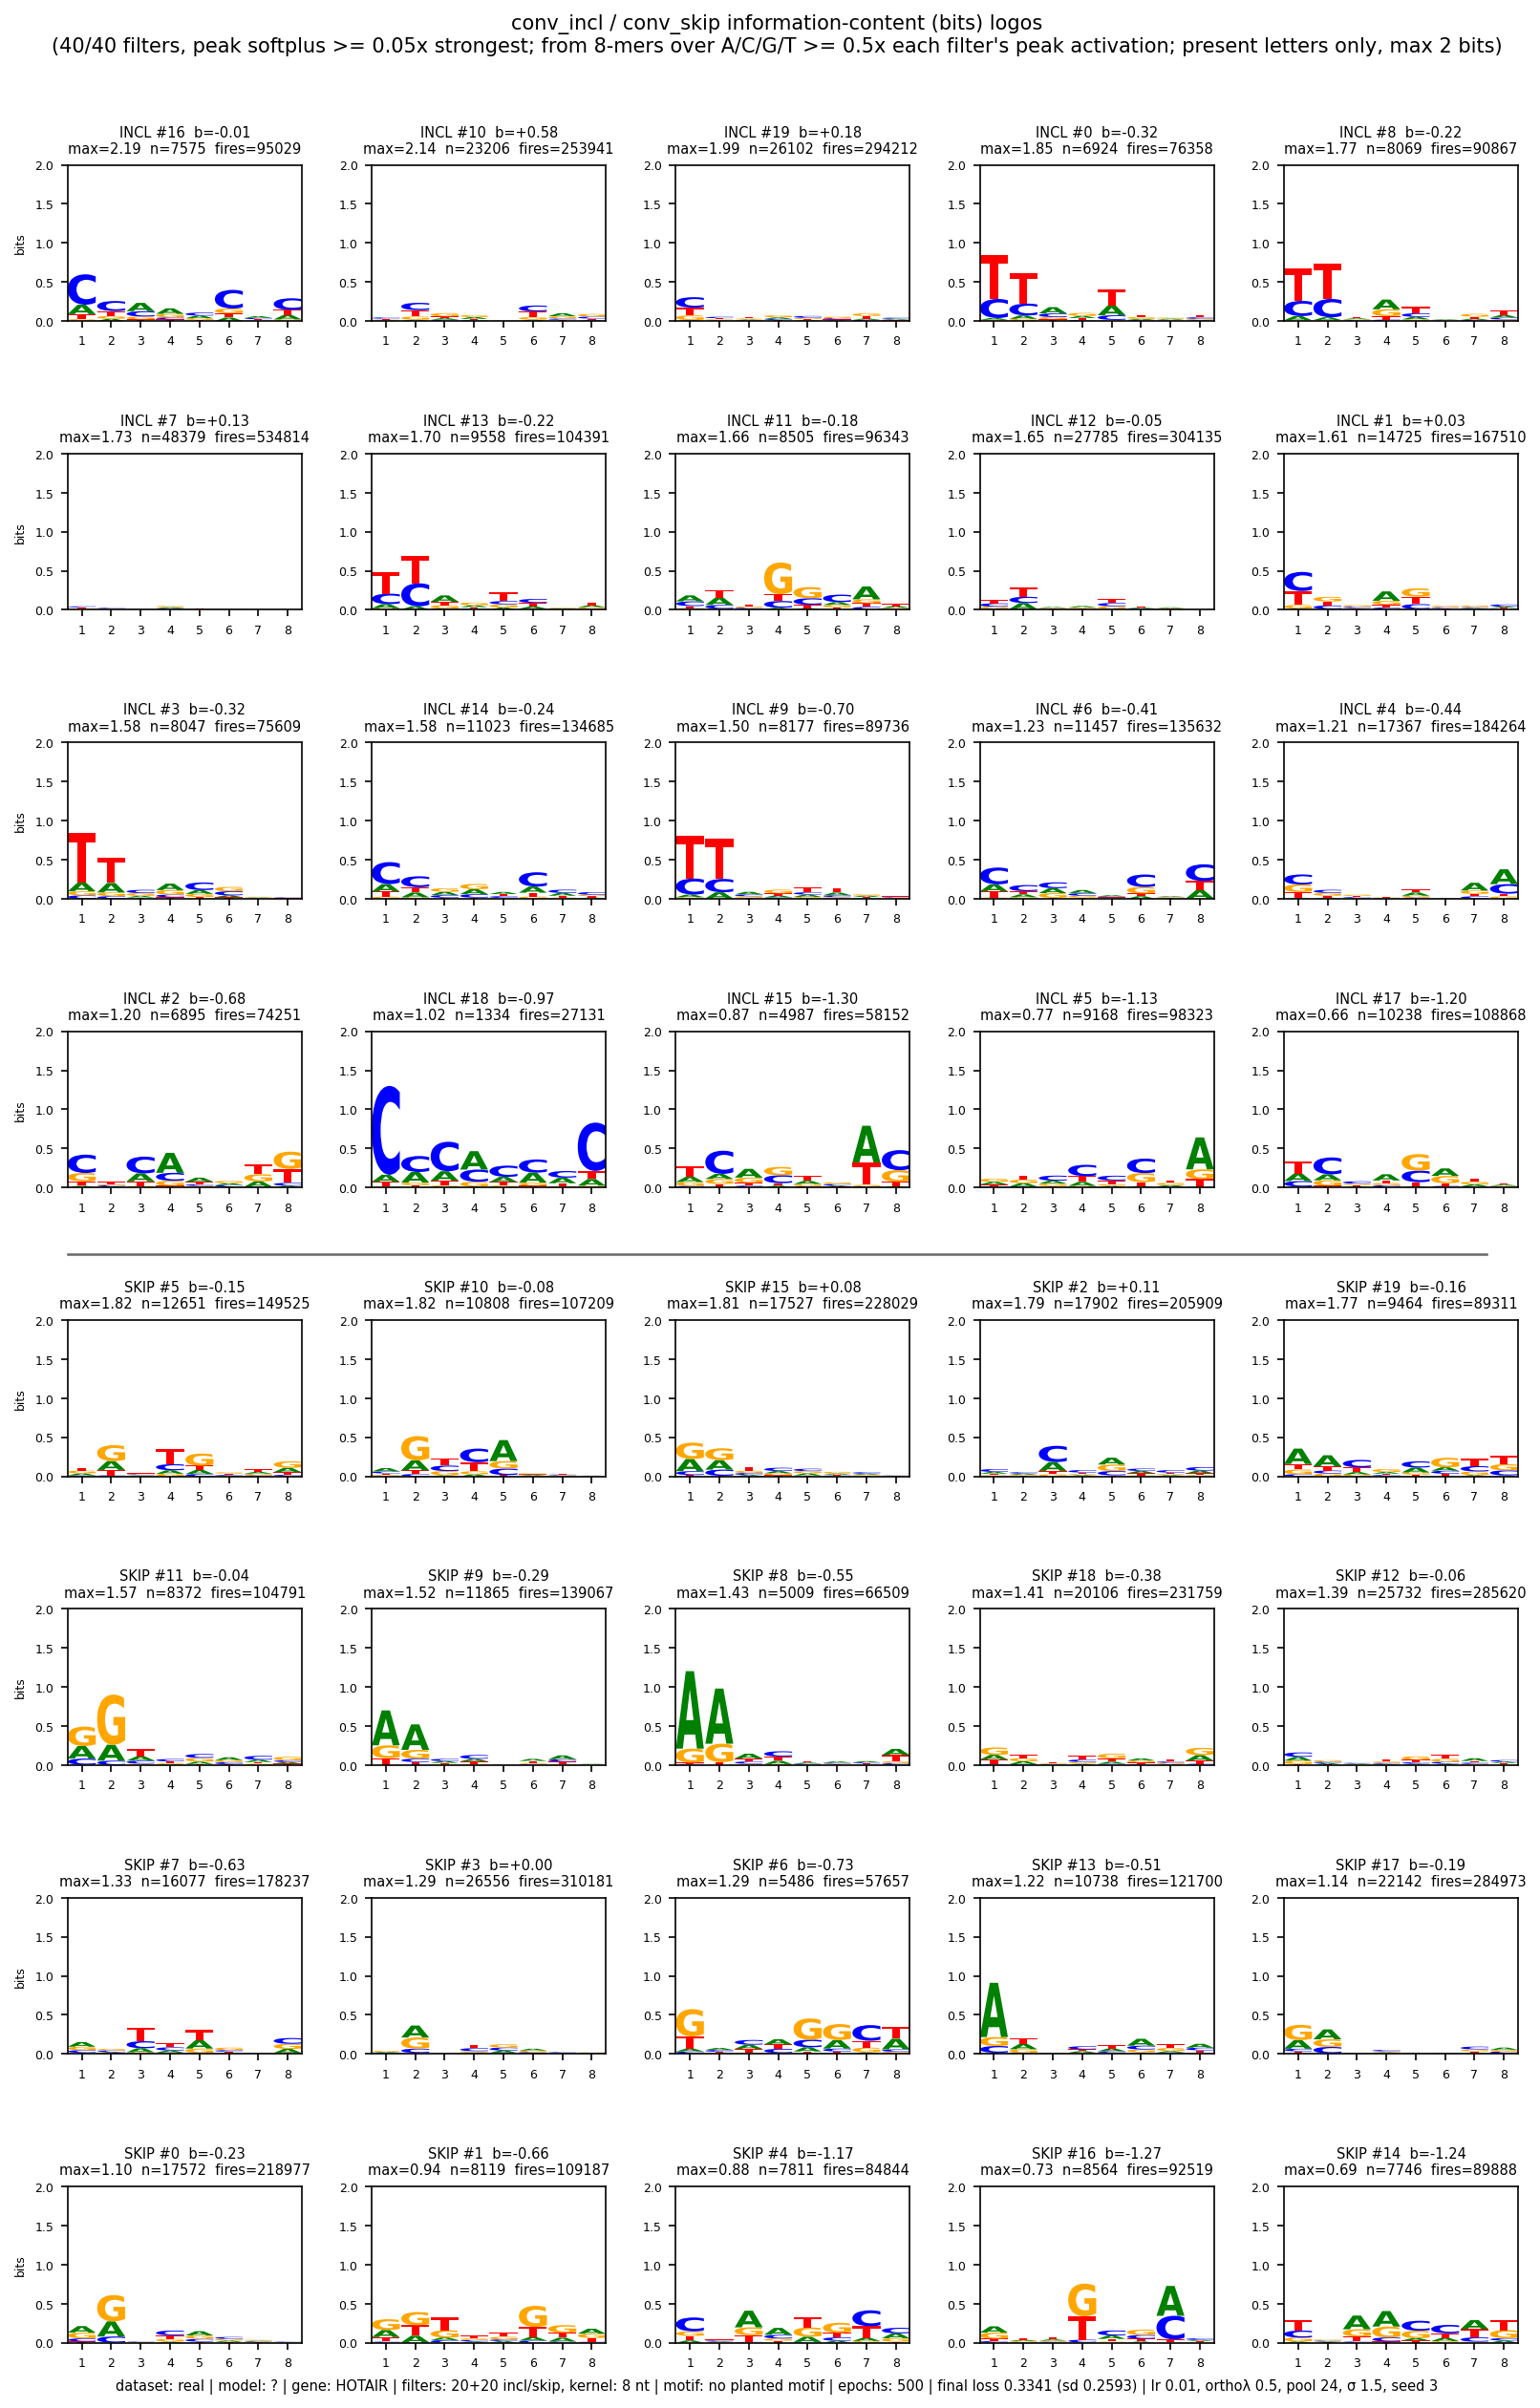 conv_incl / conv_skip information-content (bits) logos
(40/40 filters, peak softplus >= 0.05x strongest; from 8-mers over A/C/G/T >= 0.5x each filter's peak activation; present letters only, max 2 bits)
INCL #16 b=-0.01
max=2.19 n=7575 fires=95029
INCL #10 b=+0.58
max=2.14 n=23206 fires=253941
INCL #19 b=+0.18
max=1.99 n=26102 fires=294212
INCL #0 b=-0.32
max=1.85 n=6924 fires=76358
INCL #8 b=-0.22
max=1.77 n=8069 fires=90867
INCL #7 b=+0.13
max=1.73 n=48379 fires=534814
INCL #13 b=-0.22
max=1.70 n=9558 fires=104391
INCL #11 b=-0.18
max=1.66 n=8505 fires=96343
INCL #12 b=-0.05
max=1.65 n=27785 fires=304135
INCL #1 b=+0.03
max=1.61 n=14725 fires=167510
INCL #3 b=-0.32
max=1.58 n=8047 fires=75609
INCL #14 b=-0.24
max=1.58 n=11023 fires=134685
INCL #9 b=-0.70
max=1.50 n=8177 fires=89736
INCL #6 b=-0.41
max=1.23 n=11457 fires=135632
INCL #4 b=-0.44
max=1.21 n=17367 fires=184264
INCL #2 b=-0.68
max=1.20 n=6895 fires=74251
INCL #18 b=-0.97
max=1.02 n=1334 fires=27131
INCL #15 b=-1.30
max=0.87 n=4987 fires=58152
INCL #5 b=-1.13
max=0.77 n=9168 fires=98323
INCL #17 b=-1.20
max=0.66 n=10238 fires=108868
SKIP #5 b=-0.15
max=1.82 n=12651 fires=149525
SKIP #10 b=-0.08
max=1.82 n=10808 fires=107209
SKIP #15 b=+0.08
max=1.81 n=17527 fires=228029
SKIP #2 b=+0.11
max=1.79 n=17902 fires=205909
SKIP #19 b=-0.16
max=1.77 n=9464 fires=89311
SKIP #11 b=-0.04
max=1.57 n=8372 fires=104791
SKIP #9 b=-0.29
max=1.52 n=11865 fires=139067
SKIP #8 b=-0.55
max=1.43 n=5009 fires=66509
SKIP #18 b=-0.38
max=1.41 n=20106 fires=231759
SKIP #12 b=-0.06
max=1.39 n=25732 fires=285620
SKIP #7 b=-0.63
max=1.33 n=16077 fires=178237
SKIP #3 b=+0.00
max=1.29 n=26556 fires=310181
SKIP #6 b=-0.73
max=1.29 n=5486 fires=57657
SKIP #13 b=-0.51
max=1.22 n=10738 fires=121700
SKIP #17 b=-0.19
max=1.14 n=22142 fires=284973
SKIP #0 b=-0.23
max=1.10 n=17572 fires=218977
SKIP #1 b=-0.66
max=0.94 n=8119 fires=109187
SKIP #4 b=-1.17
max=0.88 n=7811 fires=84844
SKIP #16 b=-1.27
max=0.73 n=8564 fires=92519
SKIP #14 b=-1.24
max=0.69 n=7746 fires=89888
bits
2.0
1.5
1.0
0.5
0.0
1 2 3 4 5 6 7 8
dataset: real | model: ? | gene: HOTAIR | filters: 20+20 incl/skip, kernel: 8 nt | motif: no planted motif | epochs: 500 | final loss 0.3341 (sd 0.2593) | lr 0.01, orthoλ 0.5, pool 24, σ 1.5, seed 3